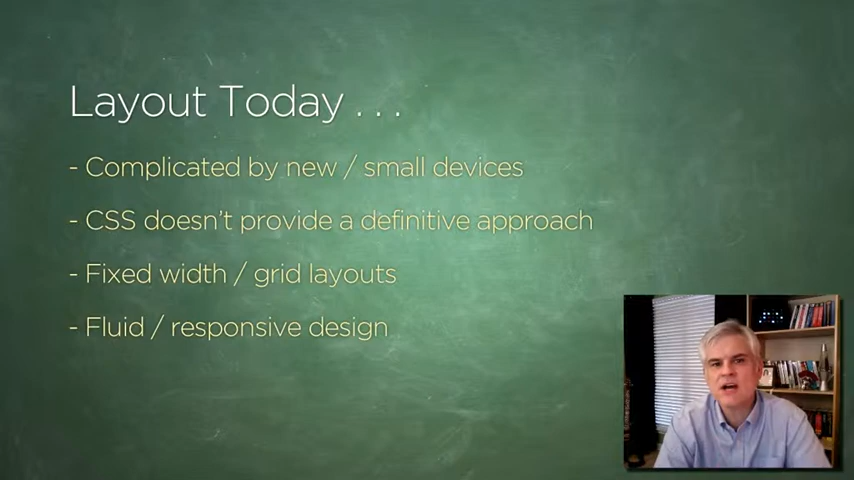 Layout Today . . .
- Complicated by new / small devices
- CSS doesn't provide a definitive approach
- Fixed width / grid layouts
- Fluid / responsive design